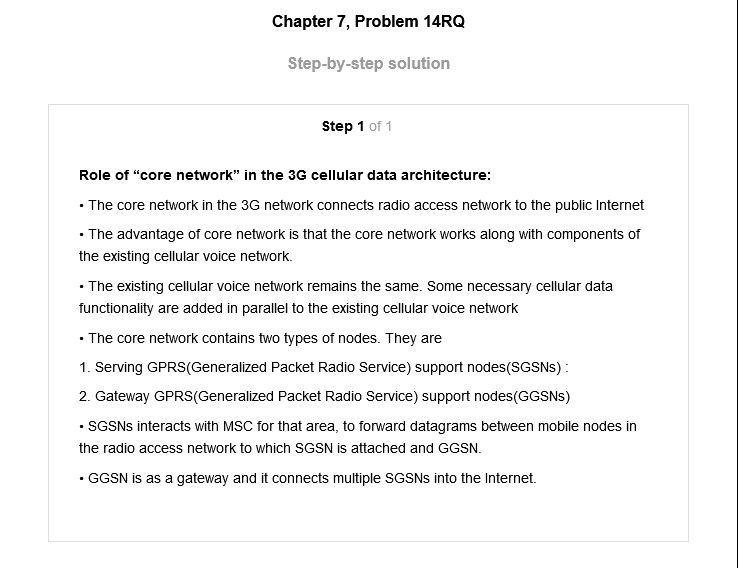 Chapter 7, Problem 14RQ
Step-by-step solution
Step 1 of 1
Role of “core network” in the 3G cellular data architecture:
• The core network in the 3G network connects radio access network to the public Internet
• The advantage of core network is that the core network works along with components of
the existing cellular voice network.
• The existing cellular voice network remains the same. Some necessary cellular data
functionality are added in parallel to the existing cellular voice network
• The core network contains two types of nodes. They are
1. Serving GPRS(Generalized Packet Radio Service) support nodes(SGSNs) :
2. Gateway GPRS(Generalized Packet Radio Service) support nodes(GGSNs)
• SGSNs interacts with MSC for that area, to forward datagrams between mobile nodes in
the radio access network to which SGSN is attached and GGSN.
• GGSN is as a gateway and it connects multiple SGSNs into the Internet.